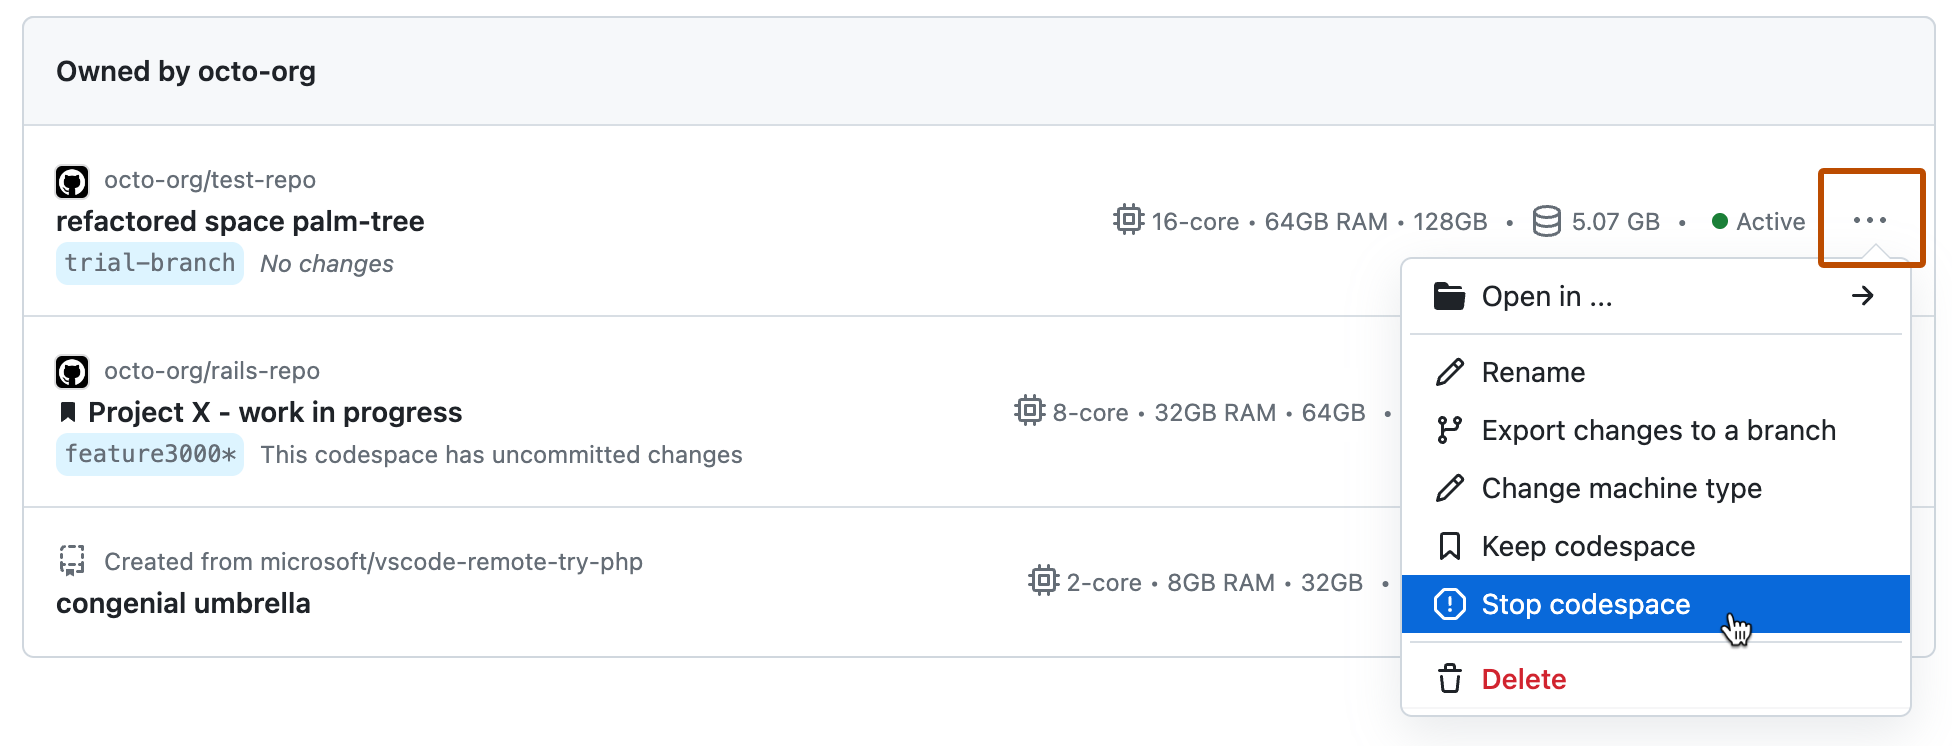 Owned by octo-org
octo-org/test-repo
refactored space palm-tree
trial-branch No changes
16-core • 64GB RAM • 128GB • 5.07 GB • Active ...
octo-org/rails-repo
Project X - work in progress
feature3000* This codespace has uncommitted changes
8-core • 32GB RAM • 64GB •
Created from microsoft/vscode-remote-try-php
congenial umbrella
2-core • 8GB RAM • 32GB •
Open in ...
Rename
Export changes to a branch
Change machine type
Keep codespace
Stop codespace
Delete